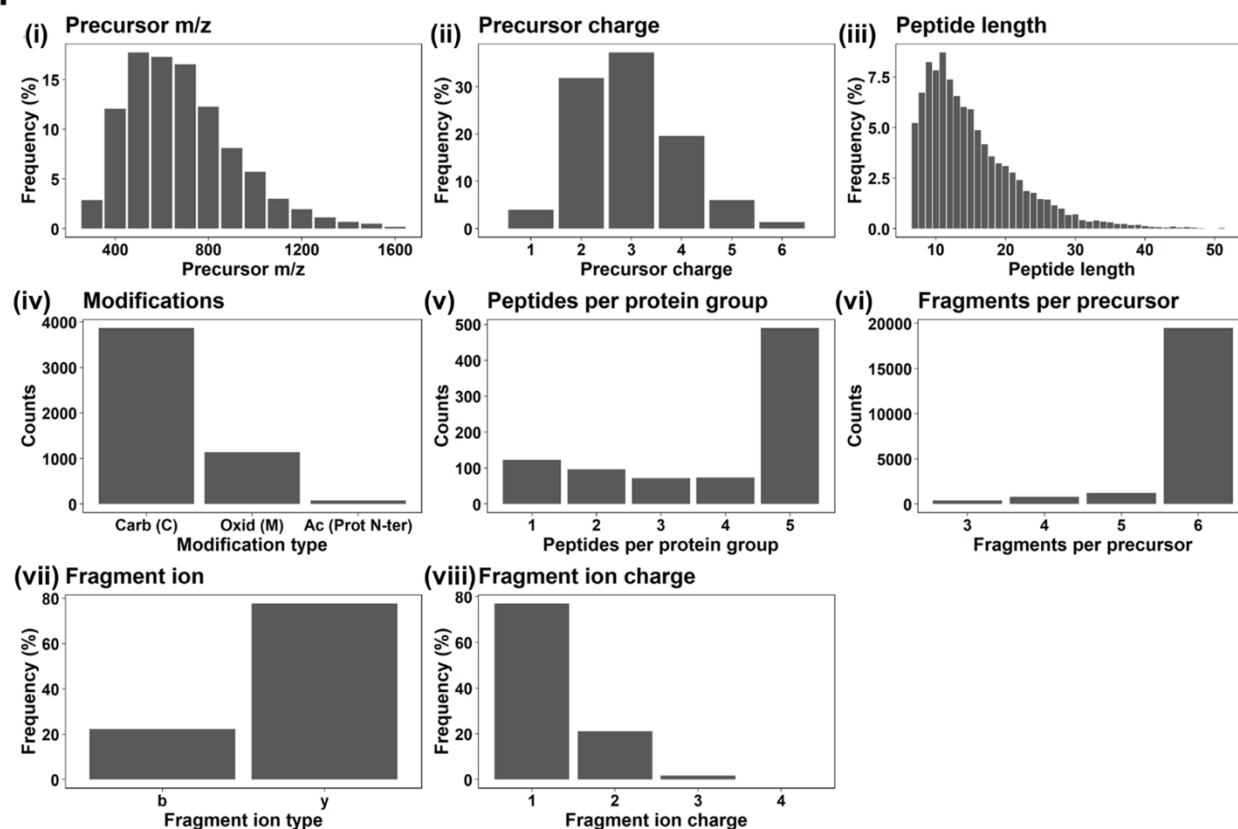 (i) Precursor m/z
Frequency (%)
15
10
5
0
400 800 1200 1600
Precursor m/z
(ii) Precursor charge
Frequency (%)
30
20
10
0
1 2 3 4 5 6
Precursor charge
(iii) Peptide length
Frequency (%)
7.5
5.0
2.5
0.0
10 20 30 40 50
Peptide length
(iv) Modifications
Counts
4000
3000
2000
1000
0
Carb (C) Oxid (M) Ac (Prot N-ter)
Modification type
(v) Peptides per protein group
Counts
500
400
300
200
100
0
1 2 3 4 5
Peptides per protein group
(vi) Fragments per precursor
Counts
20000
15000
10000
5000
0
3 4 5 6
Fragments per precursor
(vii) Fragment ion
Frequency (%)
80
60
40
20
0
b y
Fragment ion type
(viii) Fragment ion charge
Frequency (%)
80
60
40
20
0
1 2 3 4
Fragment ion charge